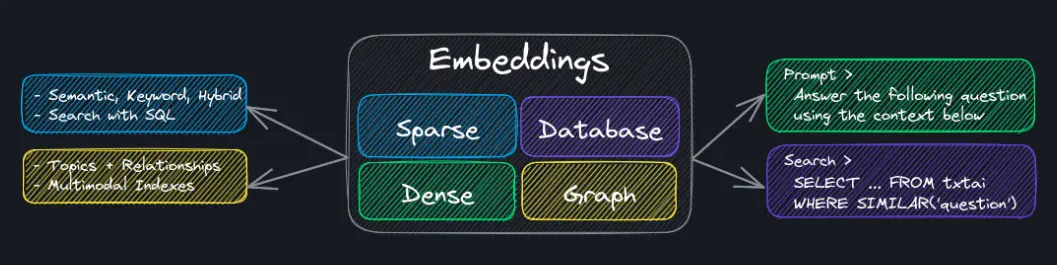 - Semantic, Keyword, Hybrid
- Search with SQL
- Topics + Relationships
- Multimodal Indexes
Embeddings
Sparse
Database
Dense
Graph
Prompt >
Answer the following question
using the context below
Search >
SELECT ... FROM txtai
WHERE SIMILAR('question')